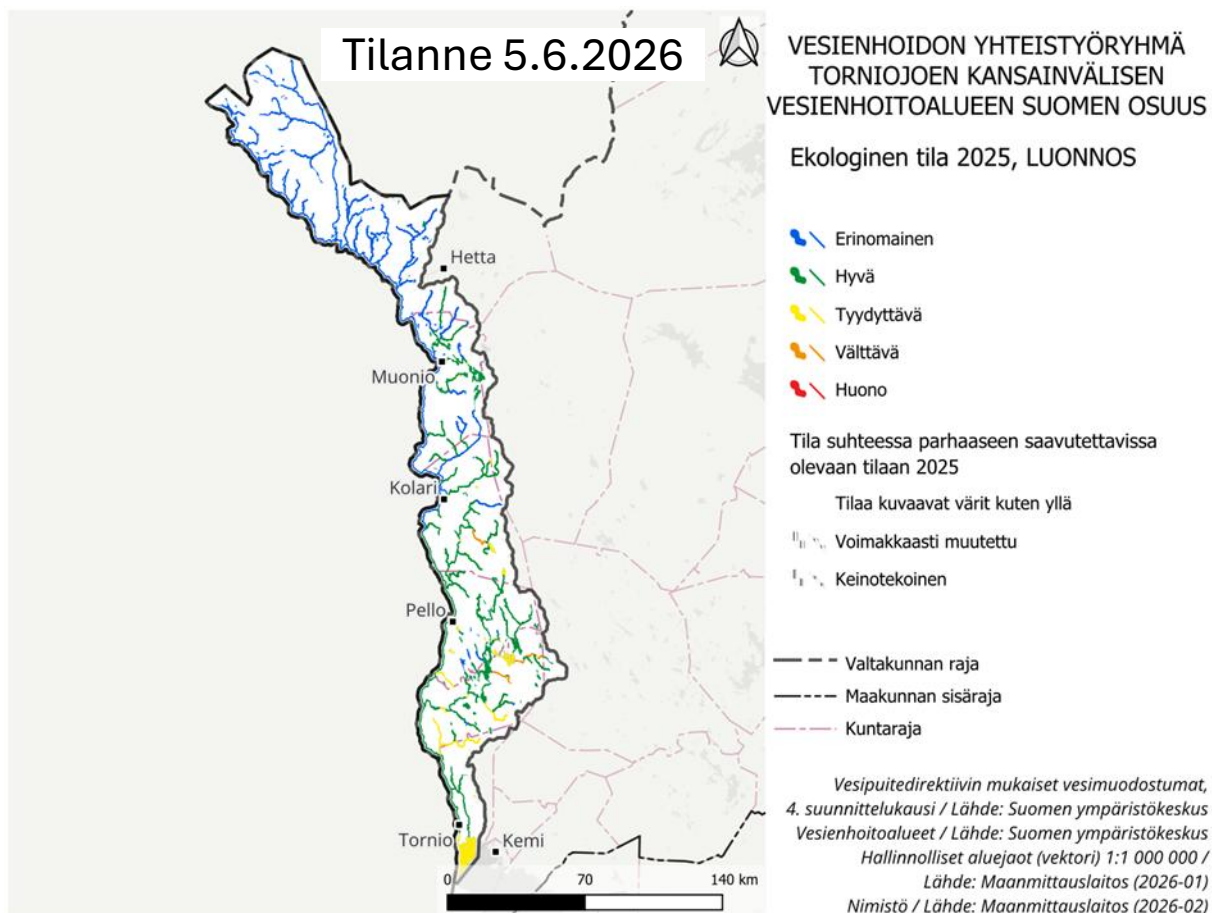 Tilanne 5.6.2026
VESIENHOIDON YHTEISTYÖRYHMÄ
TORNIOJOEN KANSAINVÄLISEN
VESIENHOITOALUEEN SUOMEN OSUUS
Ekologinen tila 2025, LUONNOS
Erinomainen
Hyvä
Tyydyttävä
Välttävä
Huono
Tila suhteessa parhaaseen saavutettavissa
olevaan tilaan 2025
Tilaa kuvaavat värit kuten yllä
Voimakkaasti muutettu
Keinotekoinen
Valtakunnan raja
Maakunnan sisäraja
Kuntaraja
Vesipuitedirektiivin mukaiset vesimuodostumat,
4. suunnittelukausi / Lähde: Suomen ympäristökeskus
Vesienhoitoalueet / Lähde: Suomen ympäristökeskus
Hallinnolliset aluejaot (vektori) 1:1 000 000 /
Lähde: Maanmittauslaitos (2026-01)
Nimistö / Lähde: Maanmittauslaitos (2026-02)
Hetta
Muonio
Kolari
Pello
Tornio
Kemi
0 70 140 km